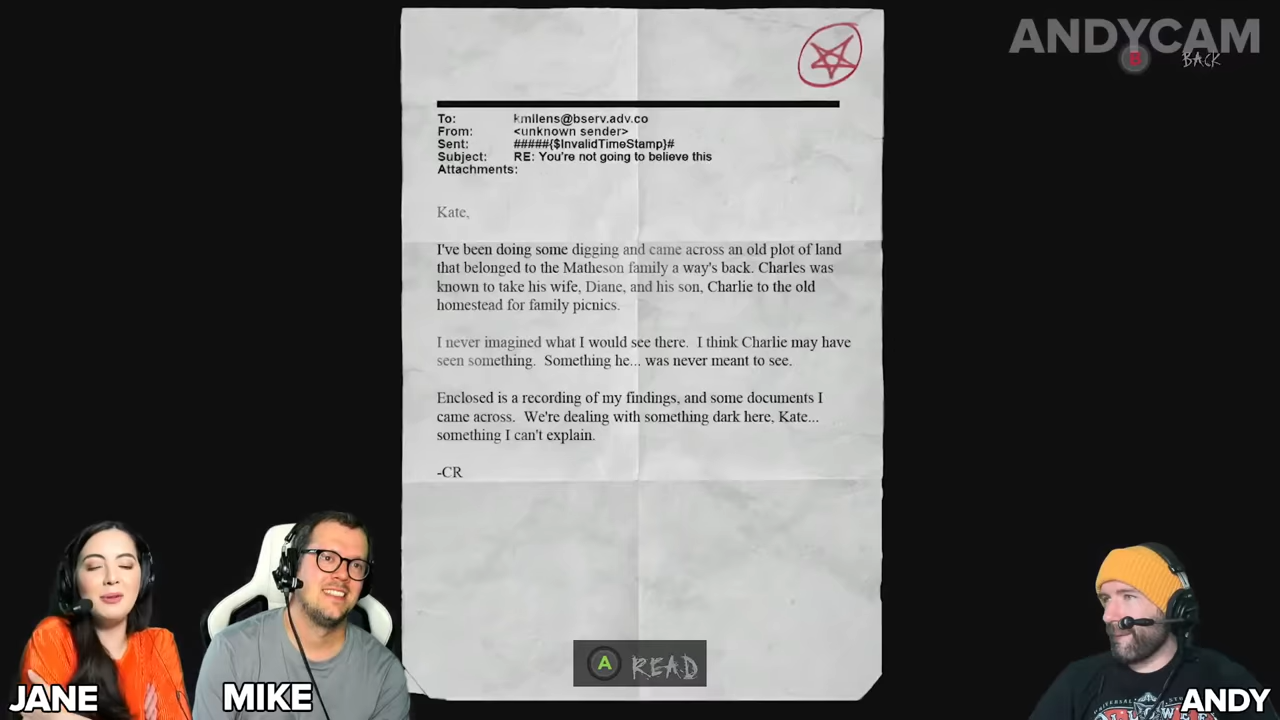 ANDYCAM
B BACK
To: kmilens@bserv.adv.co
From: <unknown sender>
Sent: #####{$InvalidTimeStamp}#
Subject: RE: You're not going to believe this
Attachments:
Kate,
I've been doing some digging and came across an old plot of land
that belonged to the Matheson family a way's back. Charles was
known to take his wife, Diane, and his son, Charlie to the old
homestead for family picnics.
I never imagined what I would see there. I think Charlie may have
seen something. Something he... was never meant to see.
Enclosed is a recording of my findings, and some documents I
came across. We're dealing with something dark here, Kate...
something I can't explain.
-CR
A READ
JANE
MIKE
ANDY